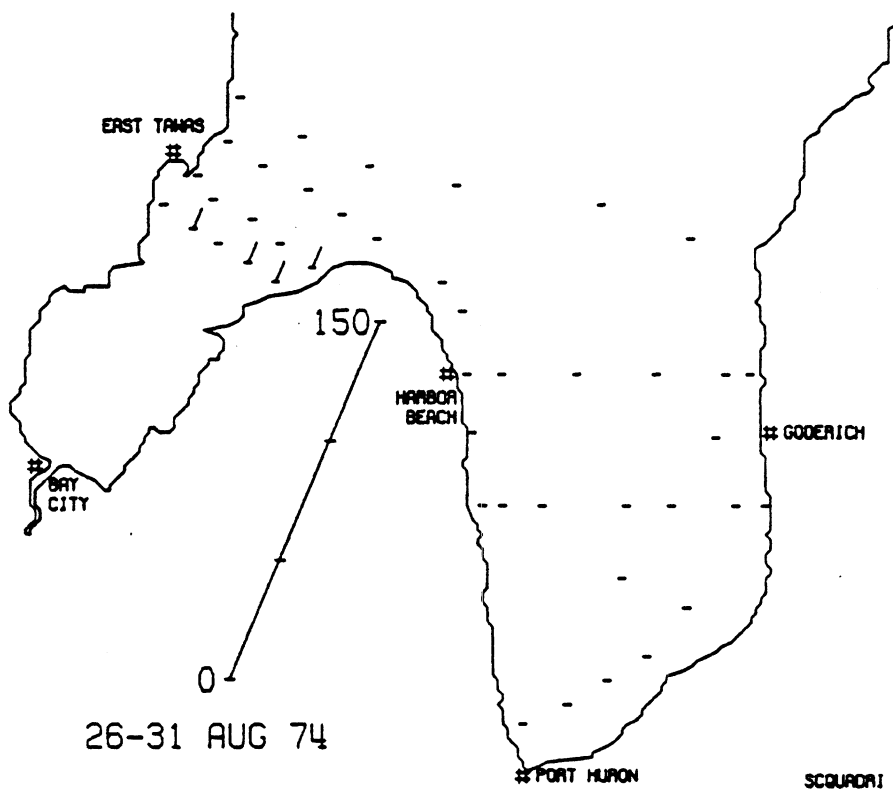 EAST TAWAS
150
HARBOR
BEACH
GODERICH
BAY
CITY
0
26-31 AUG 74
PORT HURON
SCQUADRI